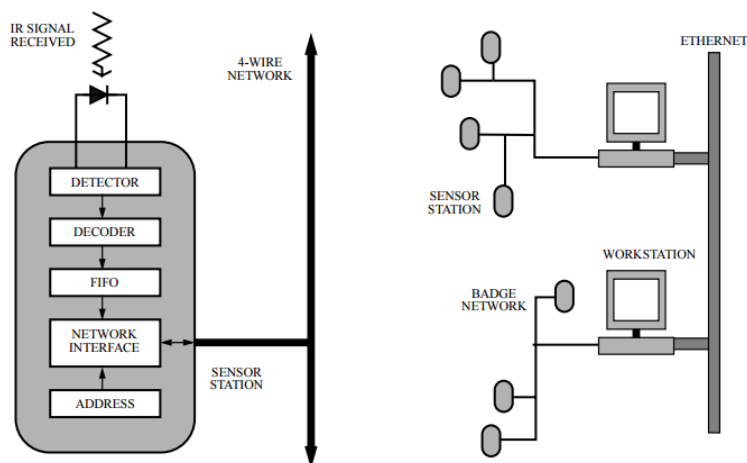 IR SIGNAL
RECEIVED
4-WIRE
NETWORK
DETECTOR
DECODER
FIFO
NETWORK
INTERFACE
ADDRESS
SENSOR
STATION
ETHERNET
SENSOR
STATION
WORKSTATION
BADGE
NETWORK